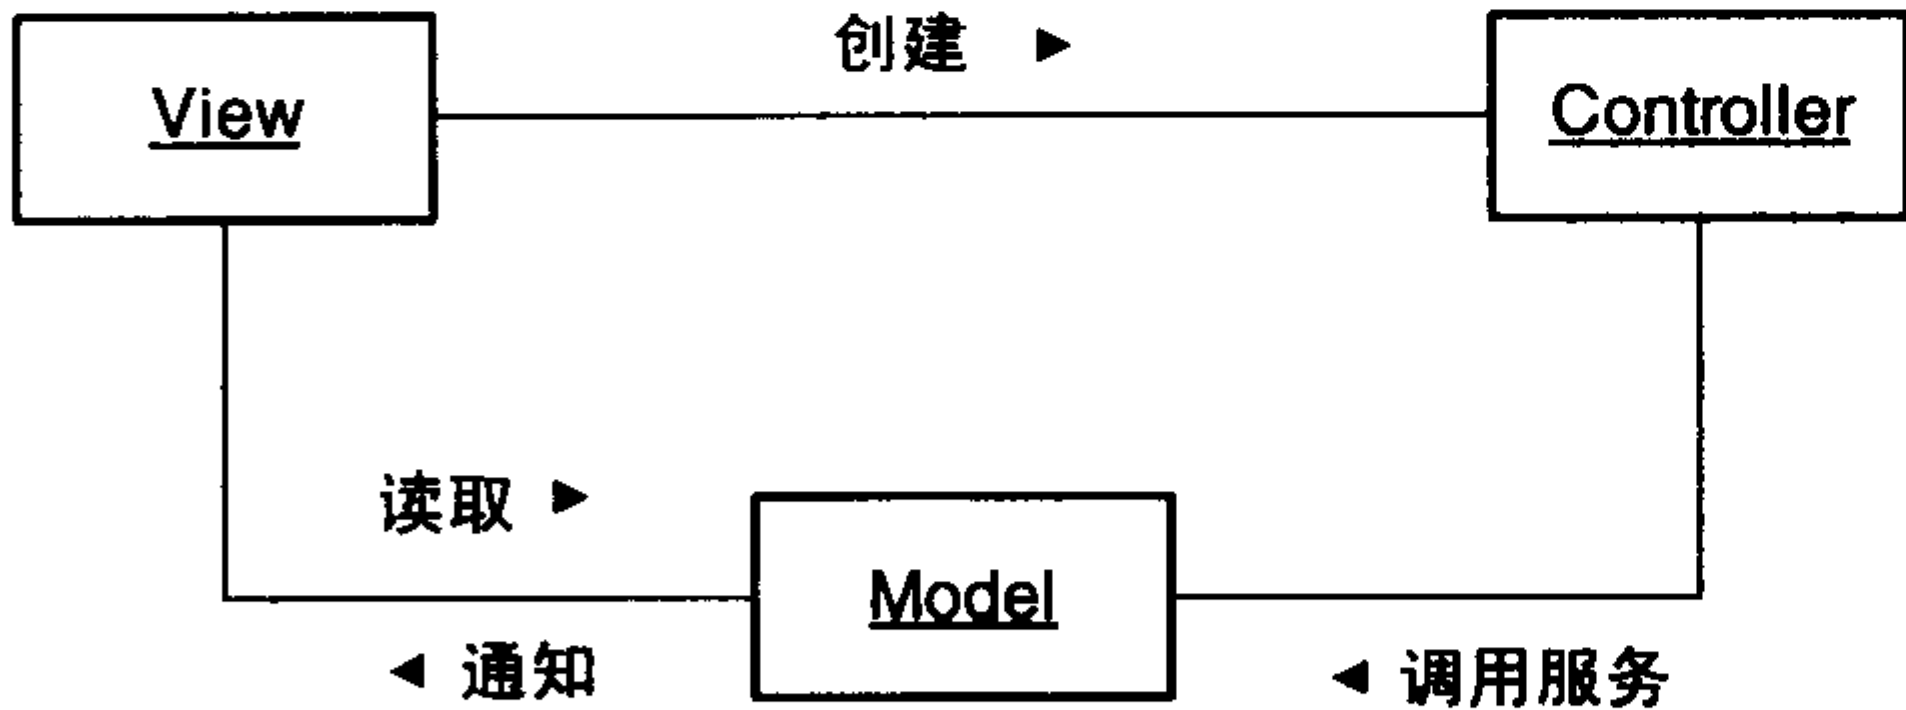 创建 ►
View
Controller
读取 ►
Model
◄ 通知
◄ 调用服务